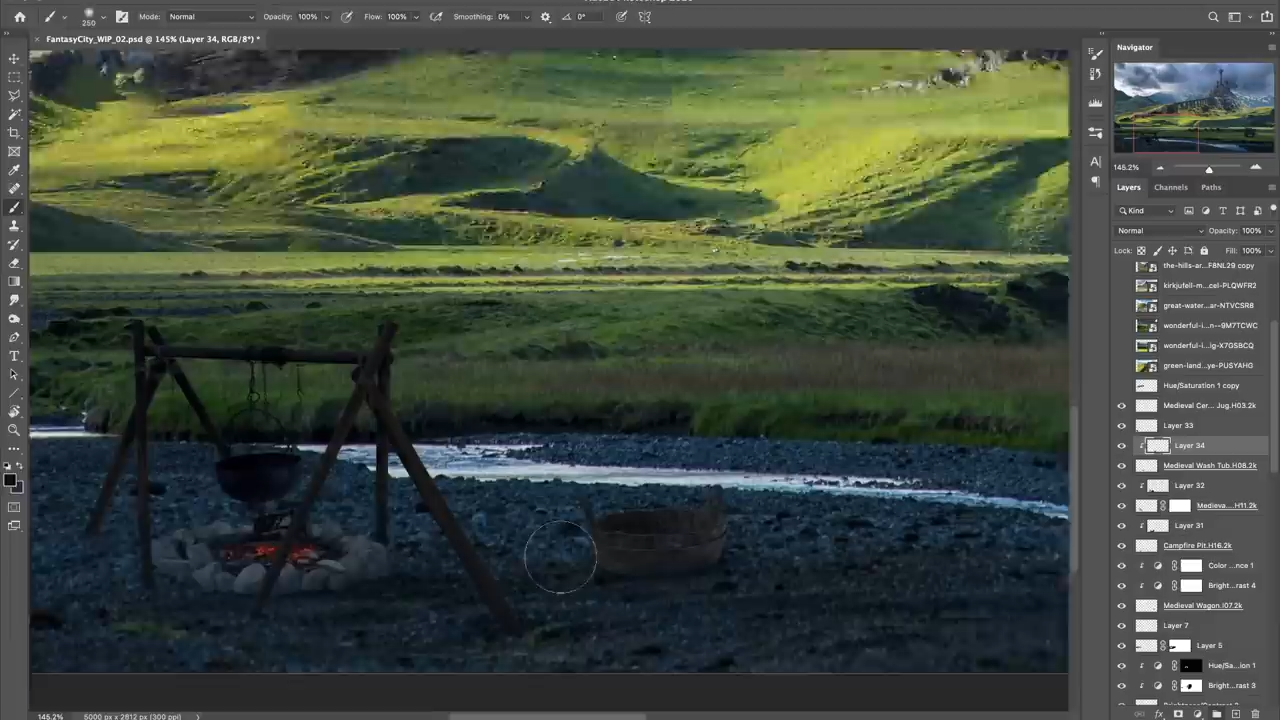 250
Mode: Normal
Opacity: 100%
Flow: 100%
Smoothing: 0%
0°
FantasyCity_WIP_02.psd @ 145% (Layer 34, RGB/8*) *
Navigator
145.2%
Layers Channels Paths
Kind
Normal
Opacity: 100%
Lock:
Fill: 100%
the-hills-ar...F8NL29 copy
kirkjufell-m...cel-PLQWFR2
great-water...ar-NTVCSR8
wonderful-i...n--9M7TCWC
wonderful-i...ig-X7GSBCQ
green-land...ye-PUSYAHG
Hue/Saturation 1 copy
Medieval Cer... Jug.H03.2k
Layer 33
Layer 34
Medieval Wash Tub.H08.2k
Layer 32
Medieva....H11.2k
Layer 31
Campfire Pit.H16.2k
Color ...nce 1
Bright...rast 4
Medieval Wagon.I07.2k
Layer 7
Layer 5
Hue/Sa...ion 1
Bright...rast 3
145.2%
5000 px x 2812 px (300 ppi)